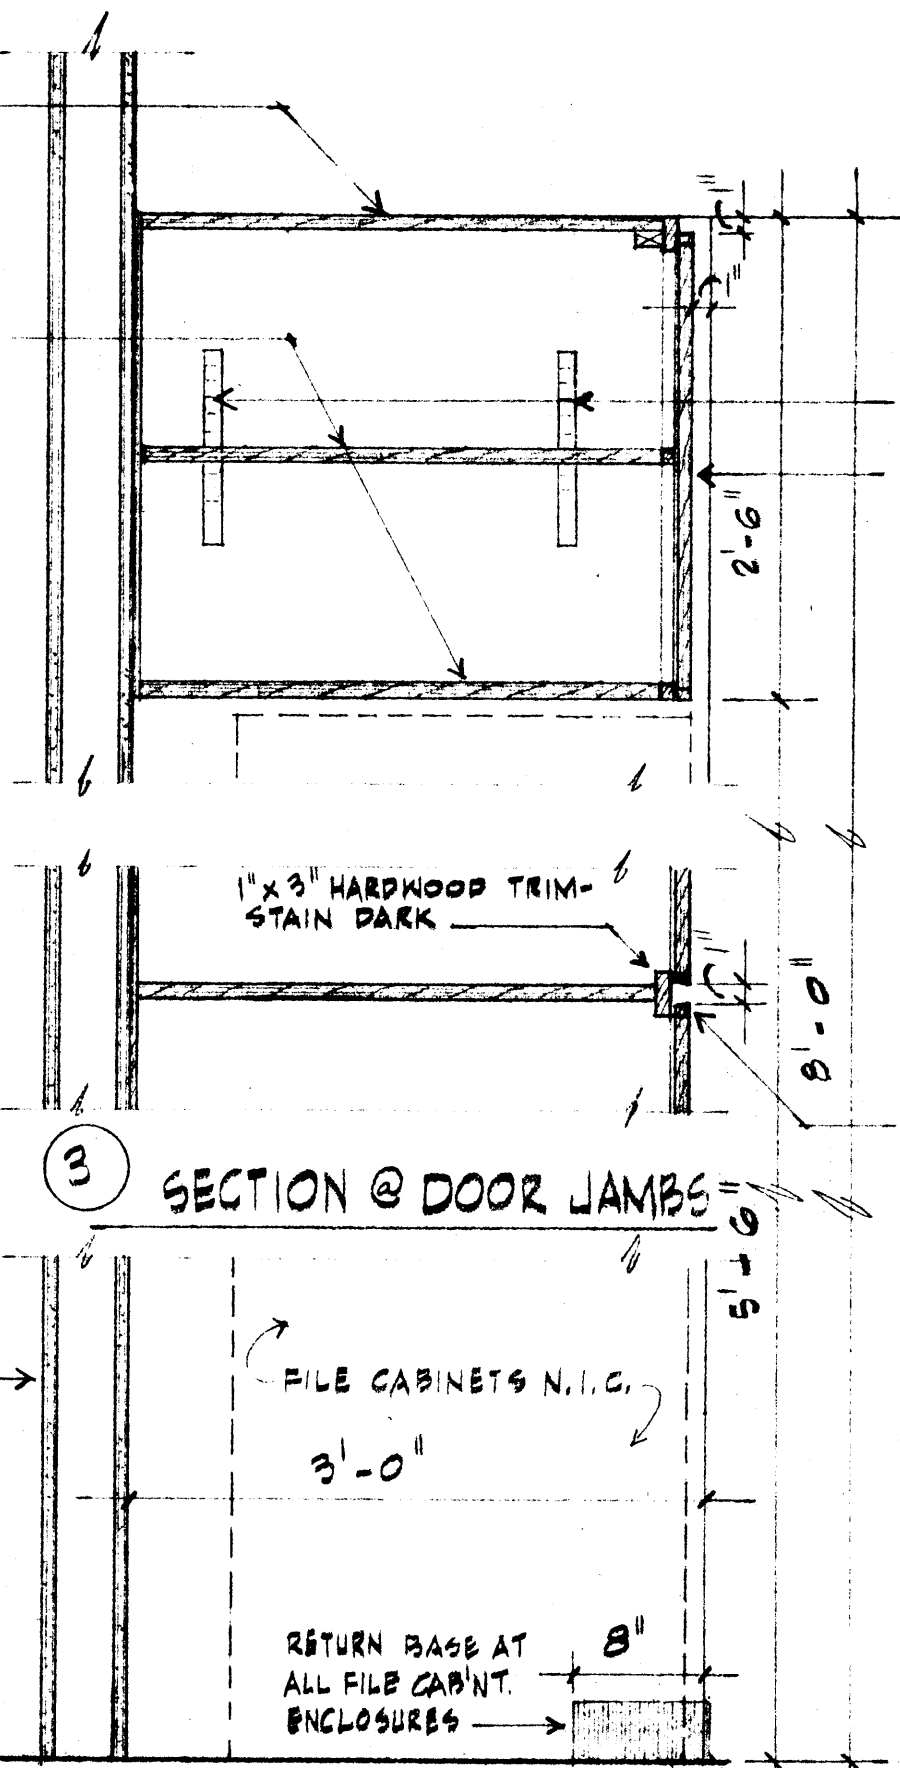 1"
1"
2'-6"
1" x 3" HARDWOOD TRIM-
STAIN DARK
1"
8'-0"
3
SECTION @ DOOR JAMBS
5'-6"
FILE CABINETS N.I.C.
3'-0"
RETURN BASE AT
ALL FILE CAB'NT.
ENCLOSURES
8"